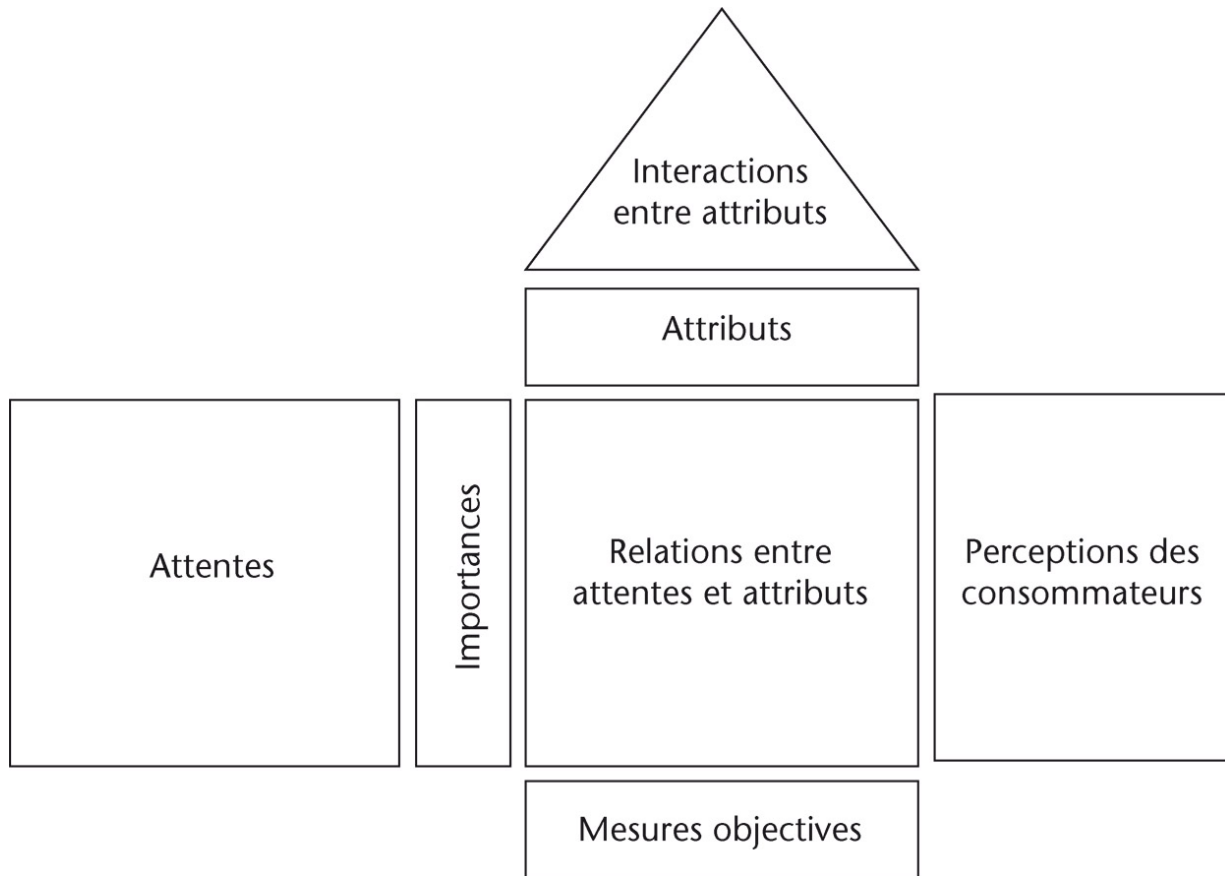 Interactions
entre attributs
Attributs
Attentes
Importances
Relations entre
attentes et attributs
Perceptions des
consommateurs
Mesures objectives